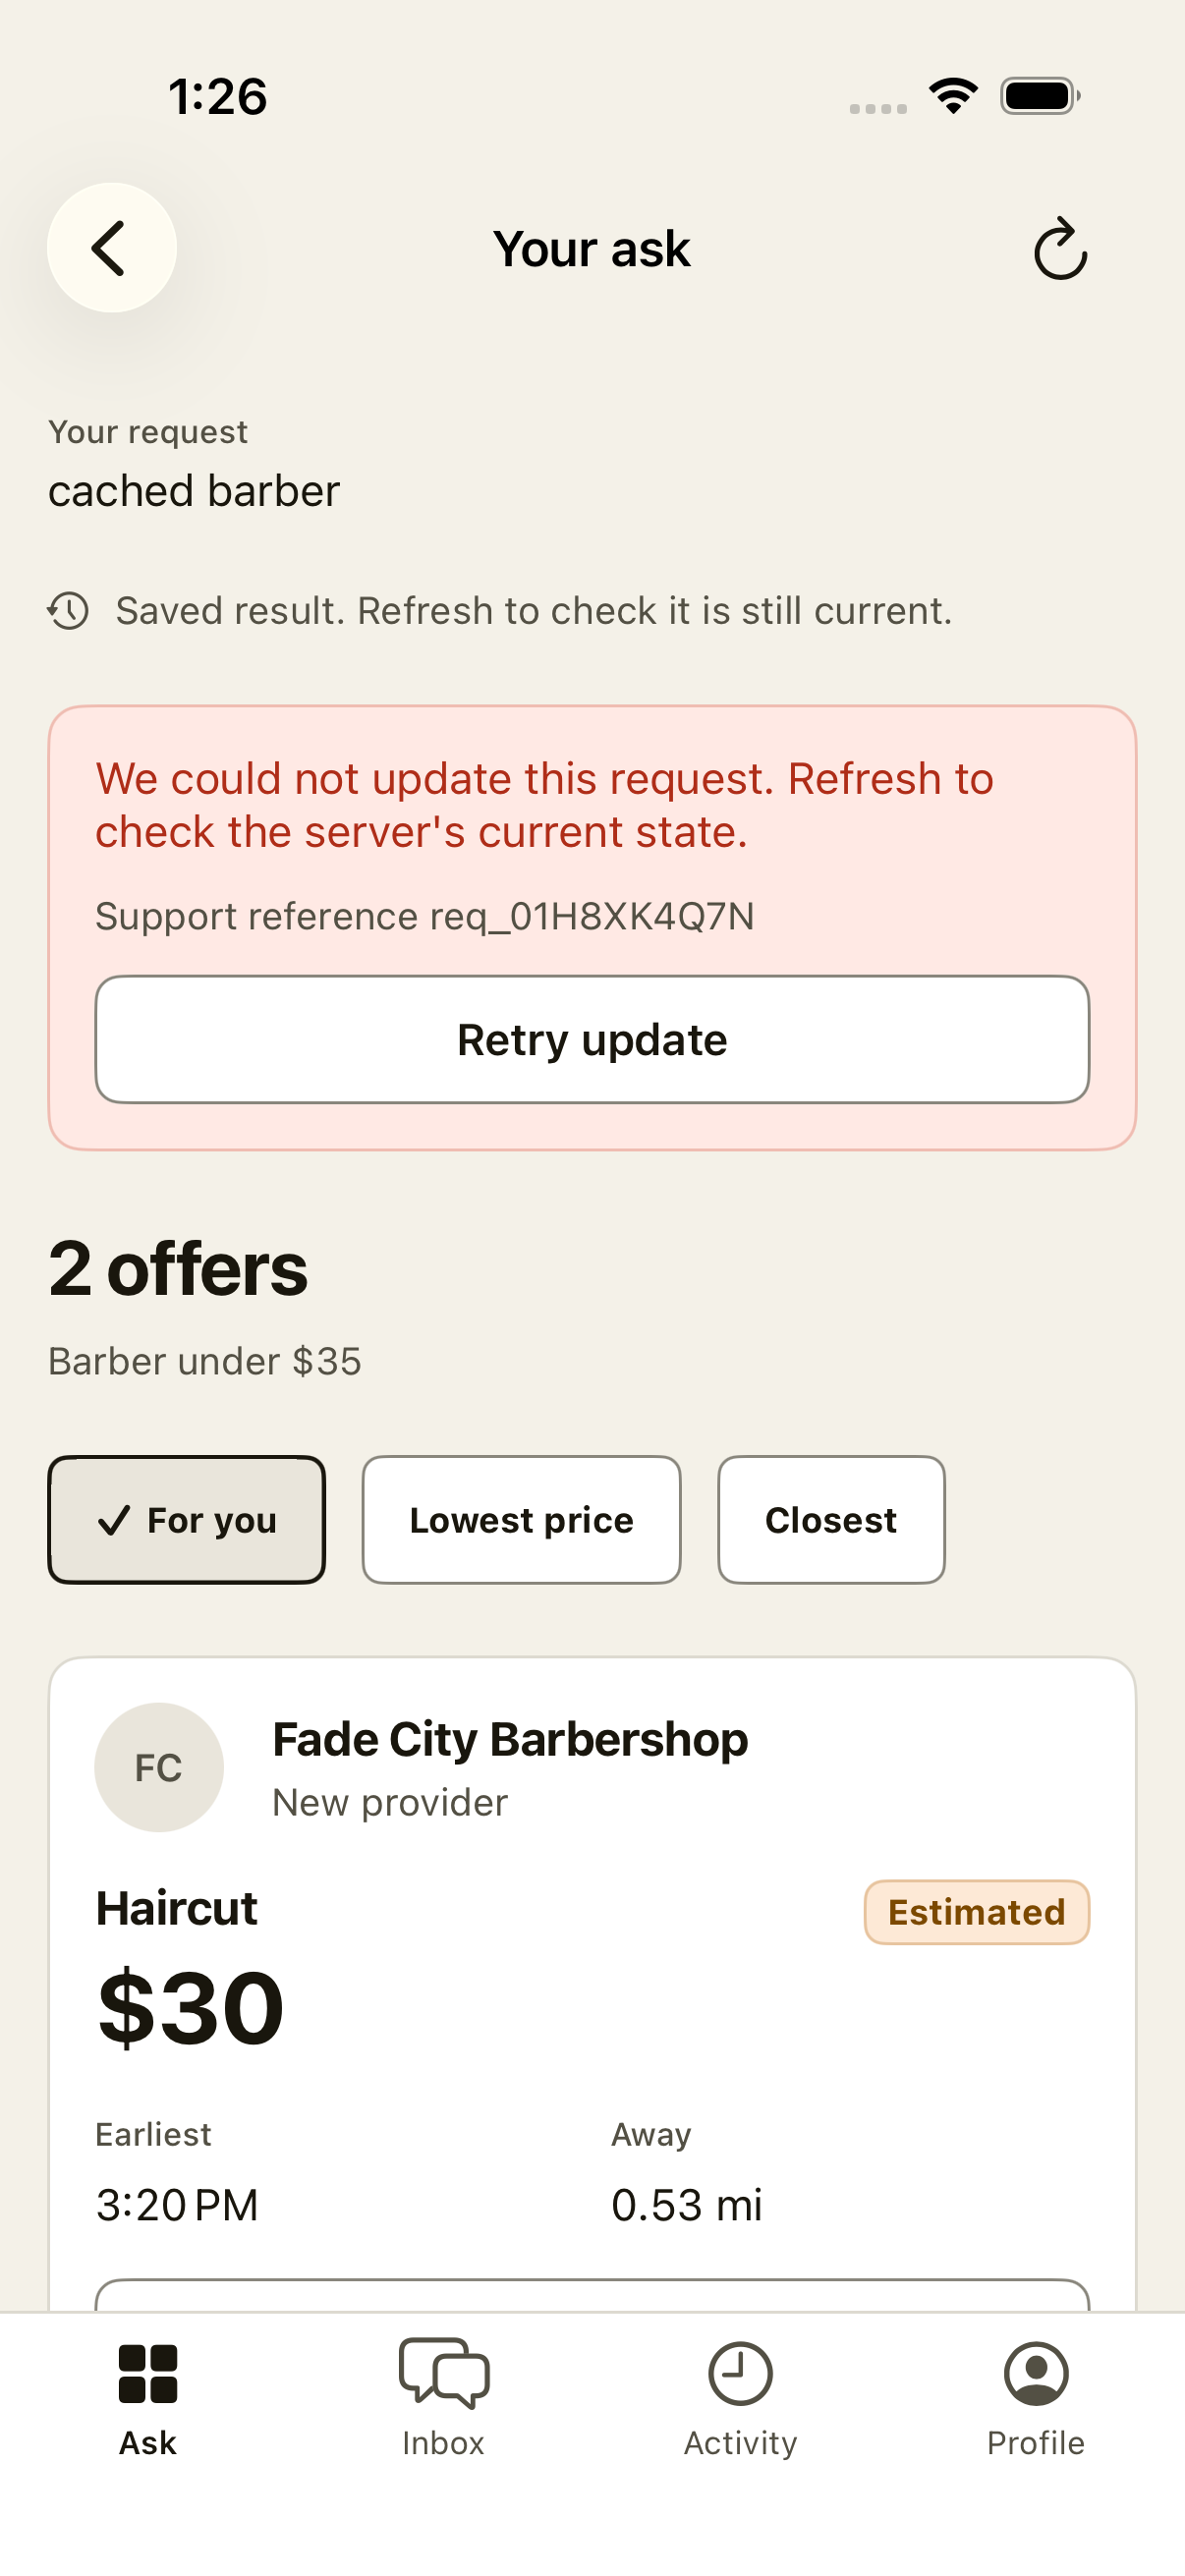 1:26
Your ask
Your request
cached barber
Saved result. Refresh to check it is still current.
We could not update this request. Refresh to
check the server's current state.
Support reference req_01H8XK4Q7N
Retry update
2 offers
Barber under $35
For you
Lowest price
Closest
FC
Fade City Barbershop
New provider
Haircut
Estimated
$30
Earliest
Away
3:20 PM
0.53 mi
Ask
Inbox
Activity
Profile